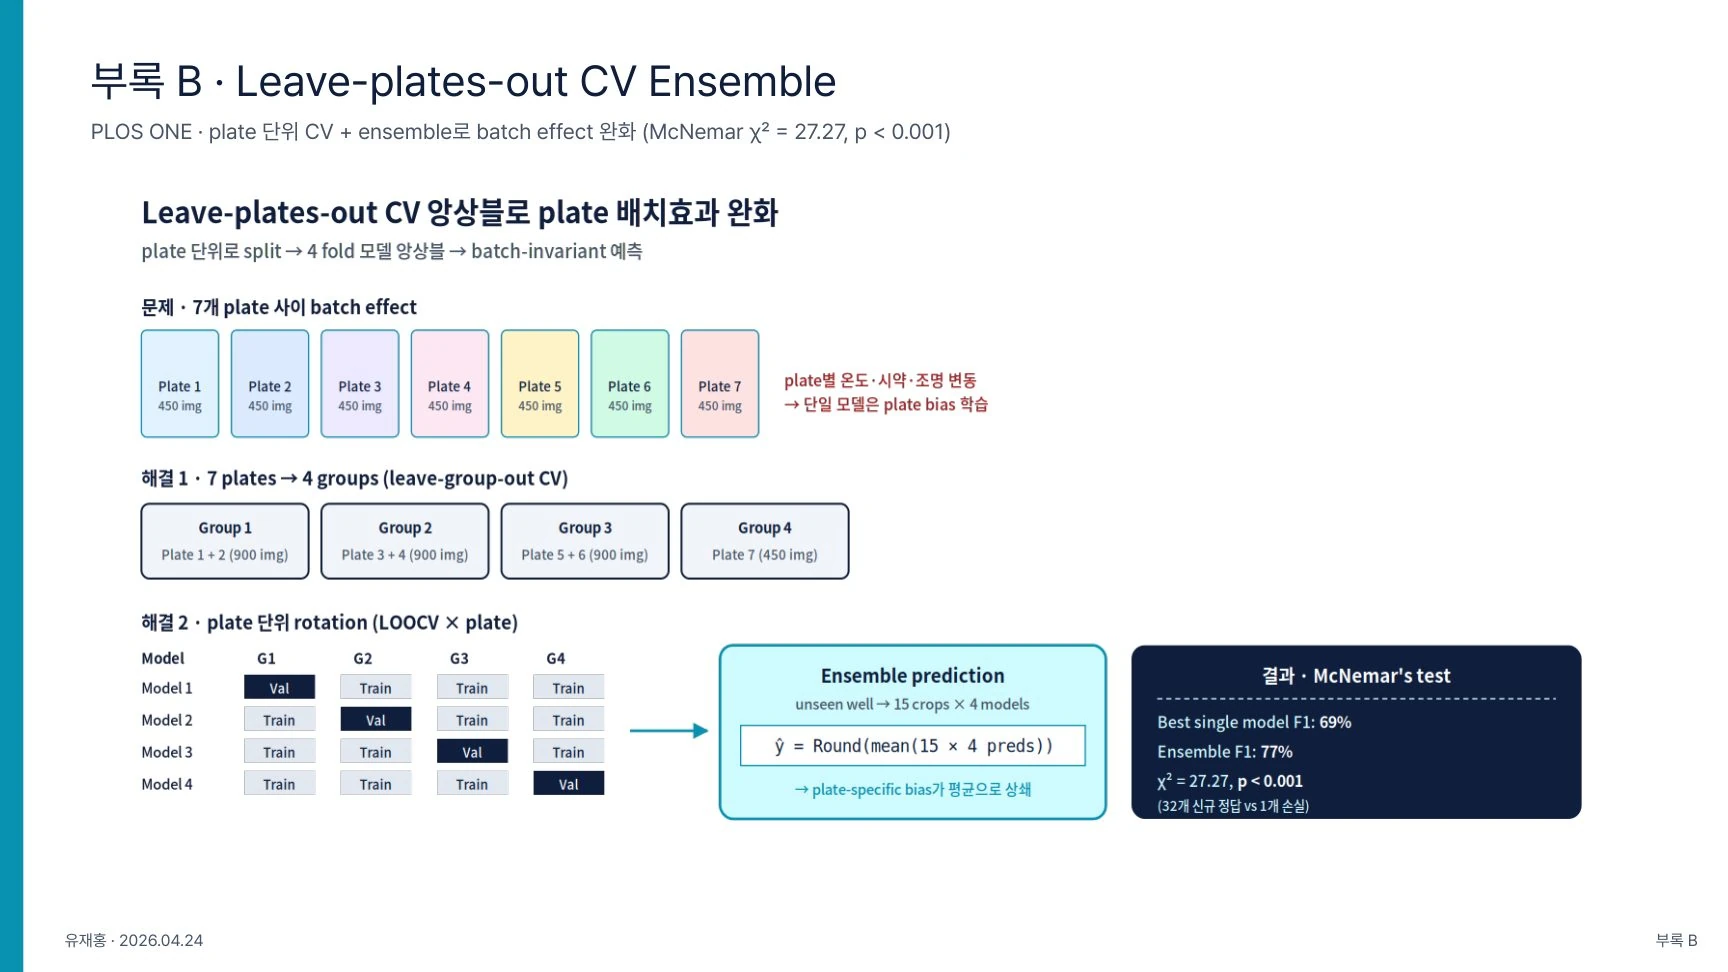 부록 B · Leave-plates-out CV Ensemble
PLOS ONE · plate 단위 CV + ensemble로 batch effect 완화 (McNemar χ² = 27.27, p < 0.001)
Leave-plates-out CV 앙상블로 plate 배치효과 완화
plate 단위로 split → 4 fold 모델 앙상블 → batch-invariant 예측
문제 · 7개 plate 사이 batch effect
Plate 1 Plate 2 Plate 3 Plate 4 Plate 5 Plate 6 Plate 7
450 img 450 img 450 img 450 img 450 img 450 img 450 img
plate별 온도·시약·조명 변동
→ 단일 모델은 plate bias 학습
해결 1 · 7 plates → 4 groups (leave-group-out CV)
Group 1 Group 2 Group 3 Group 4
Plate 1 + 2 (900 img) Plate 3 + 4 (900 img) Plate 5 + 6 (900 img) Plate 7 (450 img)
해결 2 · plate 단위 rotation (LOOCV × plate)
Model G1 G2 G3 G4
Model 1 Val Train Train Train
Model 2 Train Val Train Train
Model 3 Train Train Val Train
Model 4 Train Train Train Val
Ensemble prediction
unseen well → 15 crops × 4 models
ŷ = Round(mean(15 × 4 preds))
→ plate-specific bias가 평균으로 상쇄
결과 · McNemar's test
Best single model F1: 69%
Ensemble F1: 77%
χ² = 27.27, p < 0.001
(32개 신규 정답 vs 1개 손실)
유재홍 · 2026.04.24
부록 B